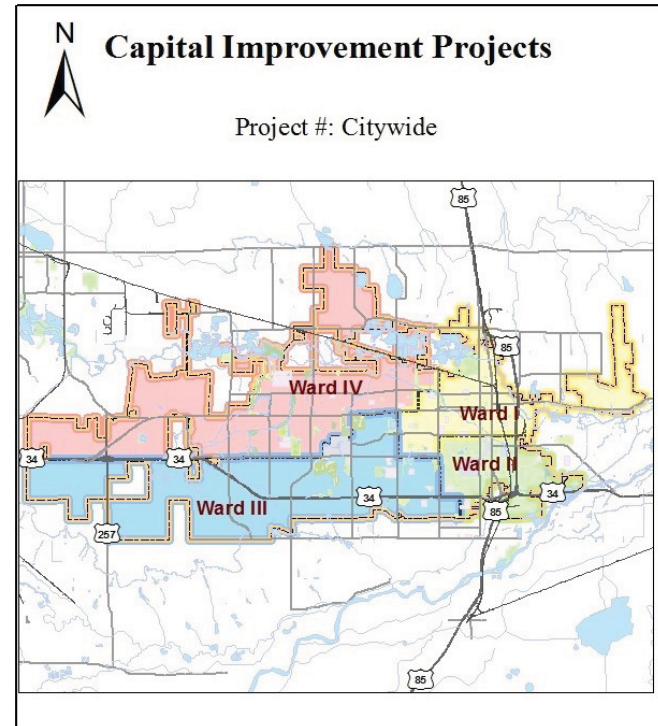 N
Capital Improvement Projects
Project #: Citywide
85
85
Ward IV
Ward I
34
34
Ward II
Ward III
34
34
85
257
85